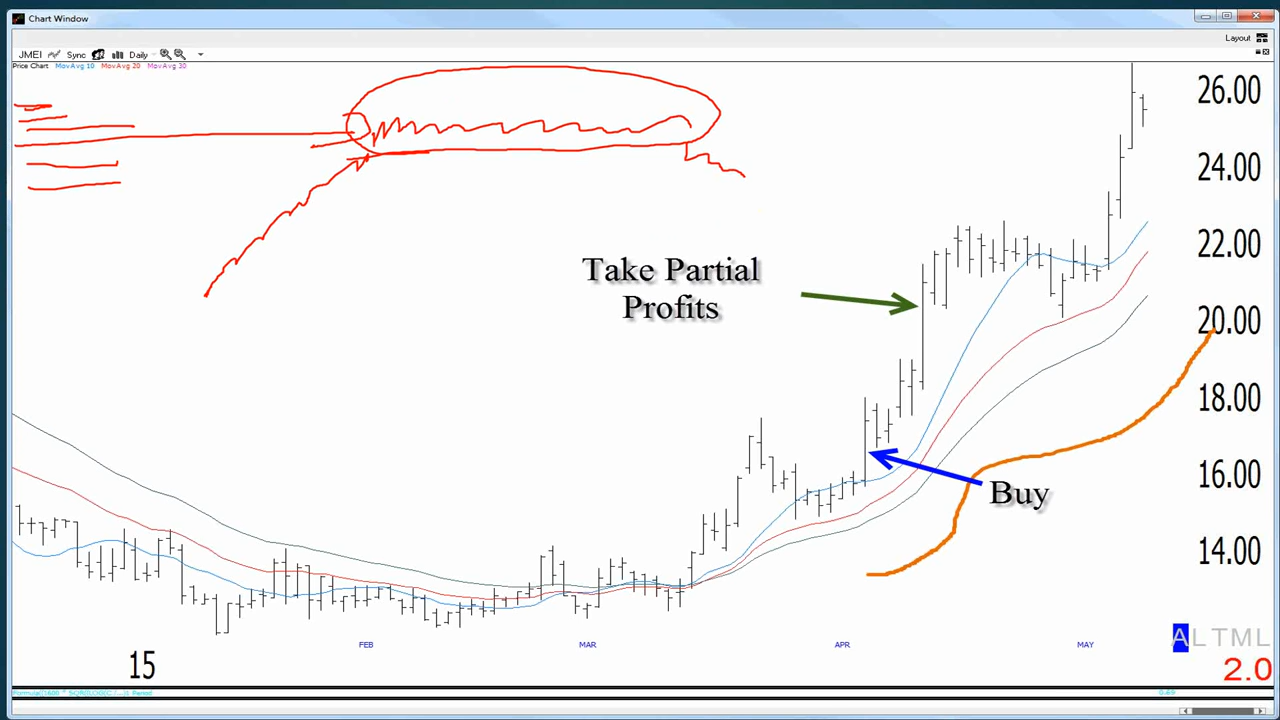 Chart Window
Layout
JMEI Sync Daily
Price Chart MovAvg 10 MovAvg 20 MovAvg 30
26.00
24.00
22.00
20.00
18.00
16.00
14.00
Take Partial
Profits
Buy
FEB MAR APR MAY
15
ALTML
2.0
0.65